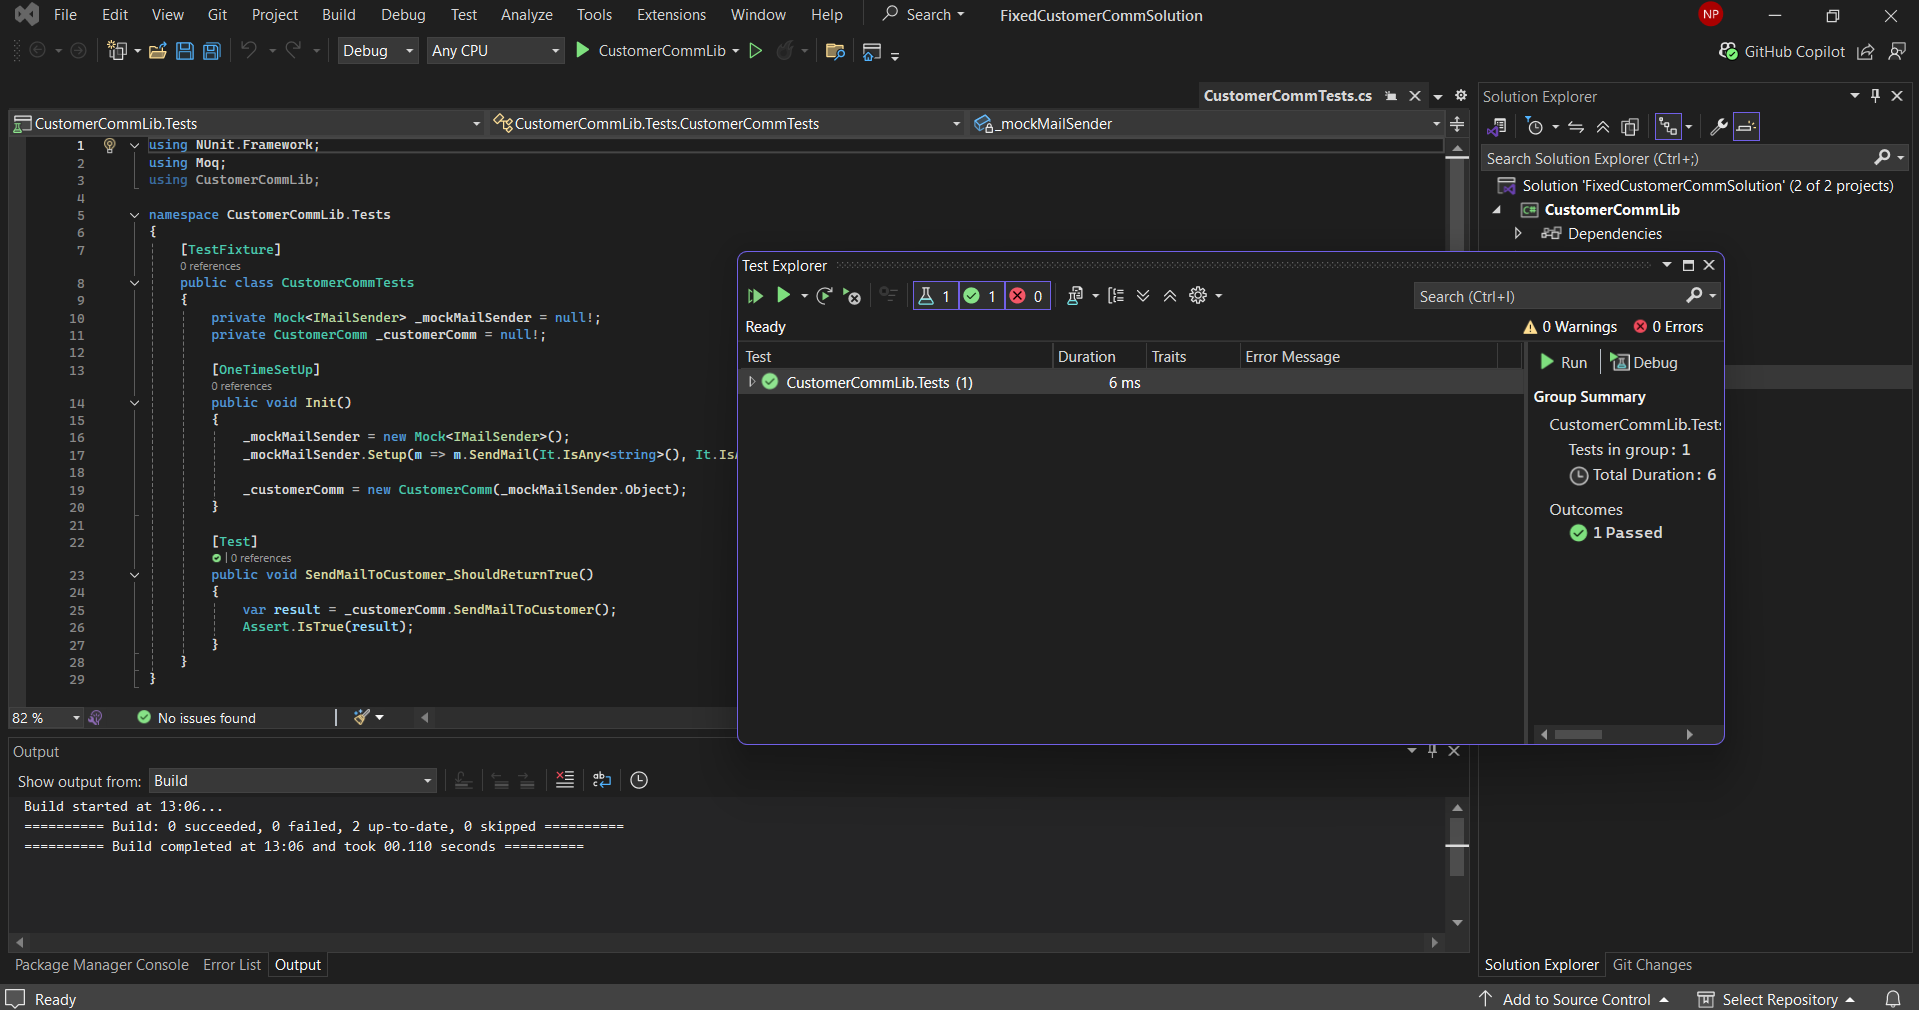 File Edit View Git Project Build Debug Test Analyze Tools Extensions Window Help Search FixedCustomerCommSolution NP
Debug Any CPU CustomerCommLib GitHub Copilot
CustomerCommTests.cs
CustomerCommLib.Tests CustomerCommLib.Tests.CustomerCommTests _mockMailSender
1 using NUnit.Framework;
2 using Moq;
3 using CustomerCommLib;
4
5 namespace CustomerCommLib.Tests
6 {
7 [TestFixture]
0 references
8 public class CustomerCommTests
9 {
10 private Mock<IMailSender> _mockMailSender = null!;
11 private CustomerComm _customerComm = null!;
12
13 [OneTimeSetUp]
0 references
14 public void Init()
15 {
16 _mockMailSender = new Mock<IMailSender>();
17 _mockMailSender.Setup(m => m.SendMail(It.IsAny<string>(), It.IsA
18
19 _customerComm = new CustomerComm(_mockMailSender.Object);
20 }
21
22 [Test]
| 0 references
23 public void SendMailToCustomer_ShouldReturnTrue()
24 {
25 var result = _customerComm.SendMailToCustomer();
26 Assert.IsTrue(result);
27 }
28 }
29 }
82 % No issues found
Test Explorer
1 1 0 Search (Ctrl+I)
Ready 0 Warnings 0 Errors
Test Duration Traits Error Message
CustomerCommLib.Tests (1) 6 ms
Run Debug
Group Summary
CustomerCommLib.Tests
Tests in group: 1
Total Duration: 6
Outcomes
1 Passed
Solution Explorer
Search Solution Explorer (Ctrl+;)
Solution 'FixedCustomerCommSolution' (2 of 2 projects)
C# CustomerCommLib
Dependencies
Output
Show output from: Build
Build started at 13:06...
========== Build: 0 succeeded, 0 failed, 2 up-to-date, 0 skipped ==========
========== Build completed at 13:06 and took 00.110 seconds ==========
Package Manager Console Error List Output
Solution Explorer Git Changes
Ready Add to Source Control Select Repository